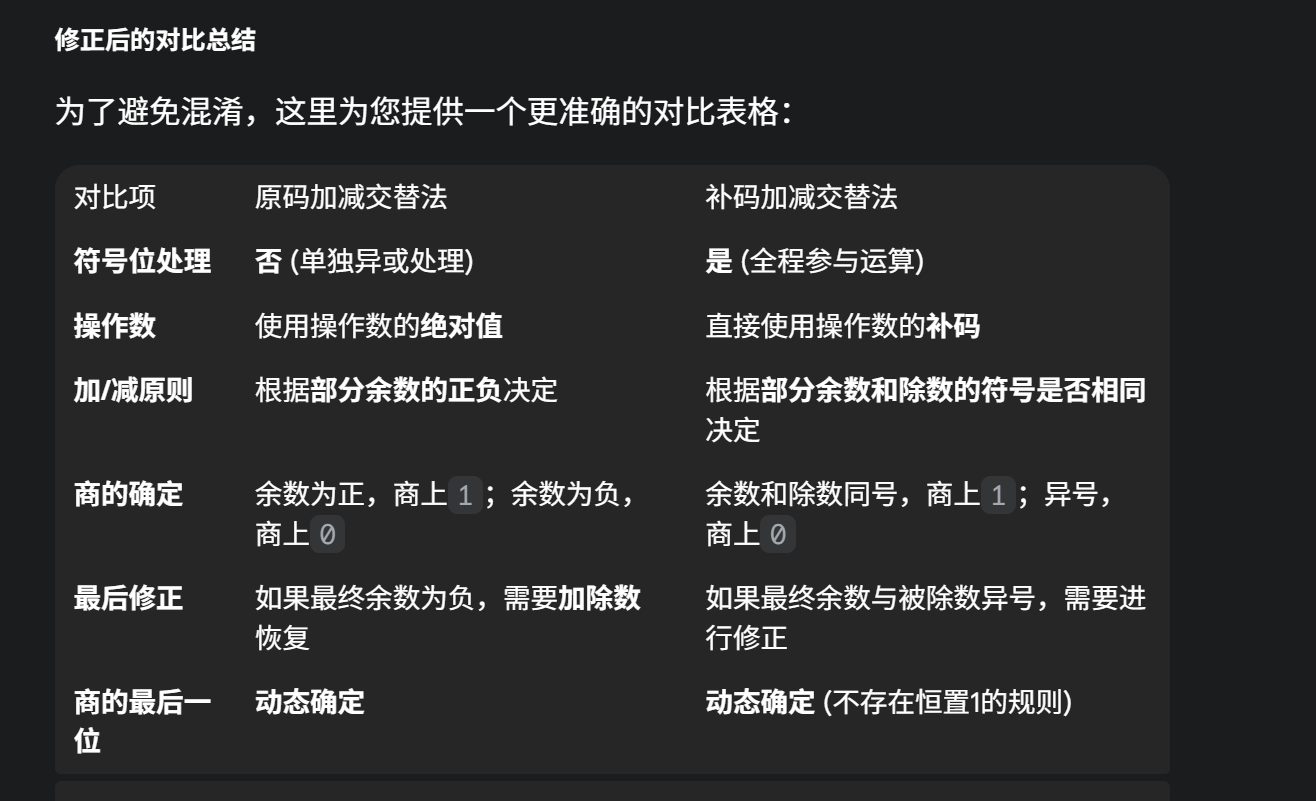 修正后的对比总结
为了避免混淆，这里为您提供一个更准确的对比表格：
对比项 原码加减交替法 补码加减交替法
符号位处理 否 (单独异或处理) 是 (全程参与运算)
操作数 使用操作数的绝对值 直接使用操作数的补码
加/减原则 根据部分余数的正负决定 根据部分余数和除数的符号是否相同
决定
商的确定 余数为正，商上 1；余数为负， 余数和除数同号，商上 1；异号，
商上 0 商上 0
最后修正 如果最终余数为负，需要加除数 如果最终余数与被除数异号，需要进
恢复 行修正
商的最后一 动态确定 动态确定 (不存在恒置1的规则)
位